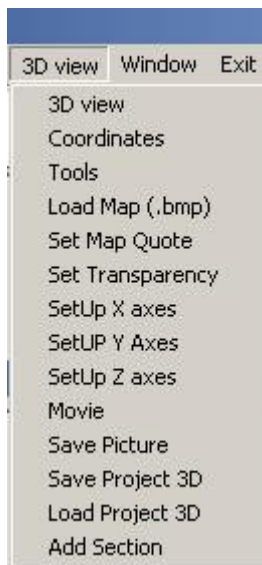 3D view Window Exit
3D view
Coordinates
Tools
Load Map (.bmp)
Set Map Quote
Set Transparency
SetUp X axes
SetUP Y Axes
SetUp Z axes
Movie
Save Picture
Save Project 3D
Load Project 3D
Add Section